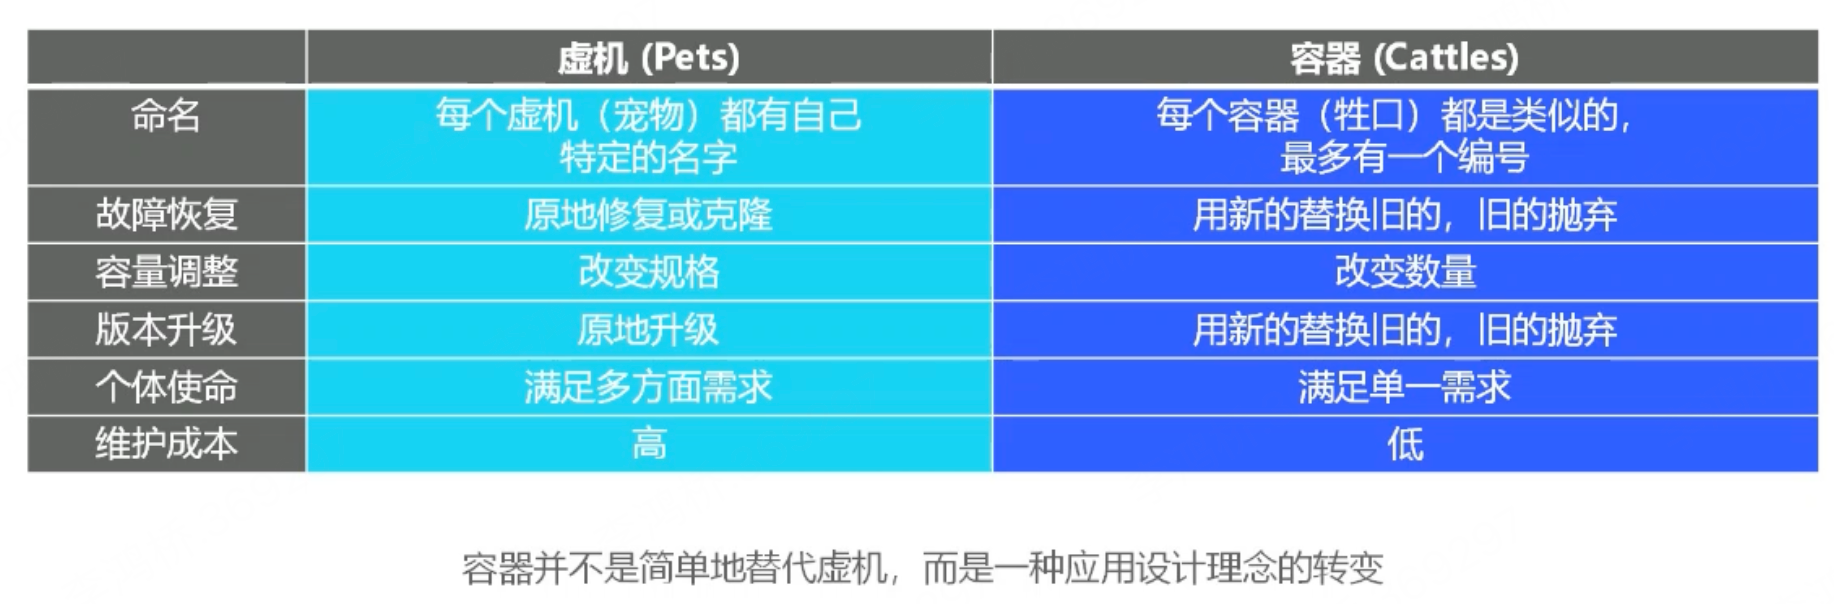 虚机 (Pets) 容器 (Cattles)
命名 每个虚机（宠物）都有自己 每个容器（牲口）都是类似的，
特定的名字 最多有一个编号
故障恢复 原地修复或克隆 用新的替换旧的，旧的抛弃
容量调整 改变规格 改变数量
版本升级 原地升级 用新的替换旧的，旧的抛弃
个体使命 满足多方面需求 满足单一需求
维护成本 高 低
容器并不是简单地替代虚机，而是一种应用设计理念的转变